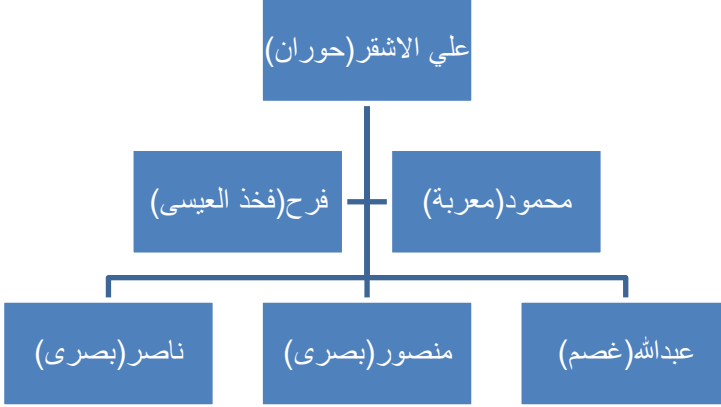 علي الاشقر(حوران)
محمود(معربة)
فرح(فخذ العيسى)
عبدالله(غصم)
منصور(بصرى)
ناصر(بصرى)